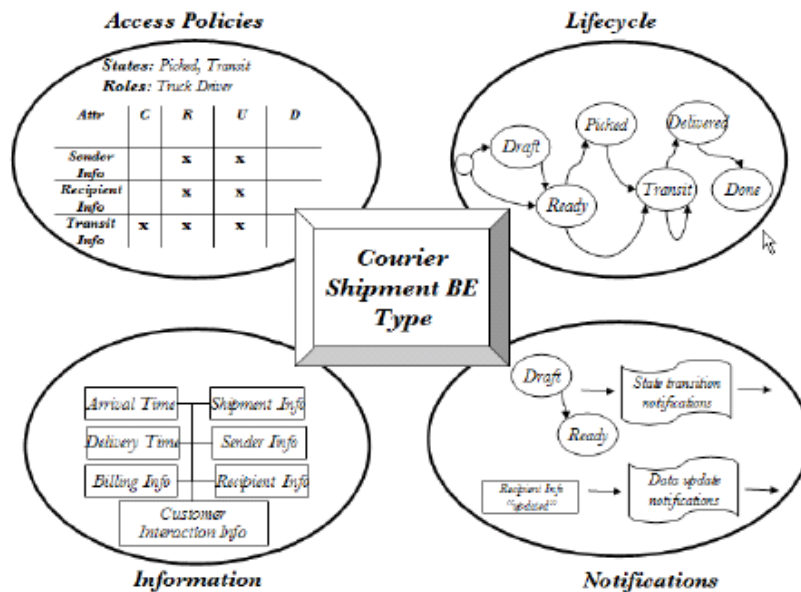 Access Policies
States: Picked, Transit
Roles: Truck Driver
Attr C R U D
Sender
Info x x
Recipient
Info x x
Transit
Info x x x
Lifecycle
Draft
Picked
Delivered
Ready
Transit
Done
Courier
Shipment BE
Type
Arrival Time
Shipment Info
Delivery Time
Sender Info
Billing Info
Recipient Info
Customer
Interaction Info
Information
Draft
State transition
notifications
Ready
Recipient Info
"updated"
Data update
notifications
Notifications